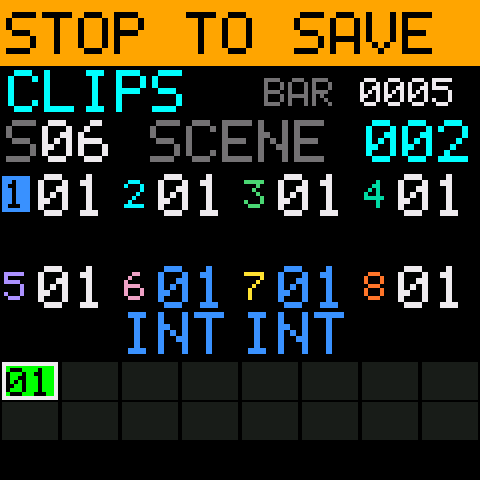 STOP TO SAVE
CLIPS BAR 0005
S06 SCENE 002
1 01 2 01 3 01 4 01
5 01 6 01 7 01 8 01
INT INT
01